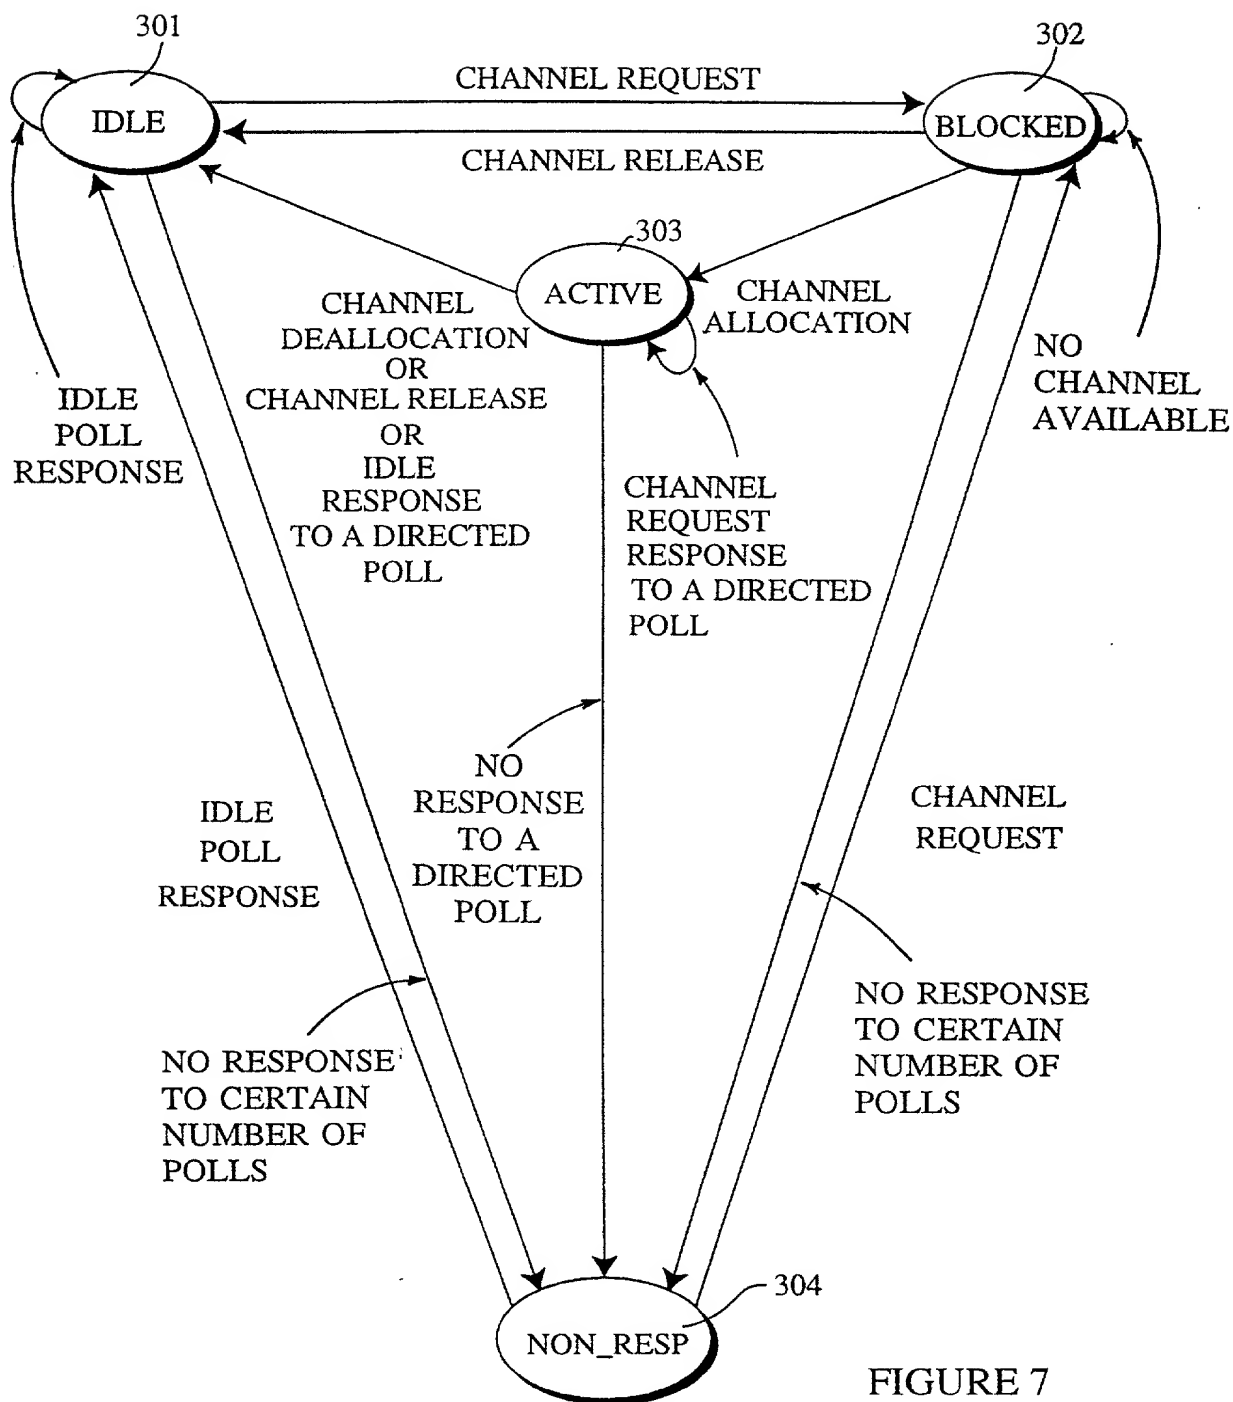 301
302
CHANNEL REQUEST
IDLE
BLOCKED
CHANNEL RELEASE
303
ACTIVE
CHANNEL
DEALLOCATION
OR
CHANNEL RELEASE
OR
IDLE
RESPONSE
TO A DIRECTED
POLL
CHANNEL
ALLOCATION
NO
CHANNEL
AVAILABLE
IDLE
POLL
RESPONSE
CHANNEL
REQUEST
RESPONSE
TO A DIRECTED
POLL
NO
RESPONSE
TO A
DIRECTED
POLL
IDLE
POLL
RESPONSE
CHANNEL
REQUEST
NO RESPONSE
TO CERTAIN
NUMBER OF
POLLS
NO RESPONSE
TO CERTAIN
NUMBER OF
POLLS
304
NON_RESP
FIGURE 7